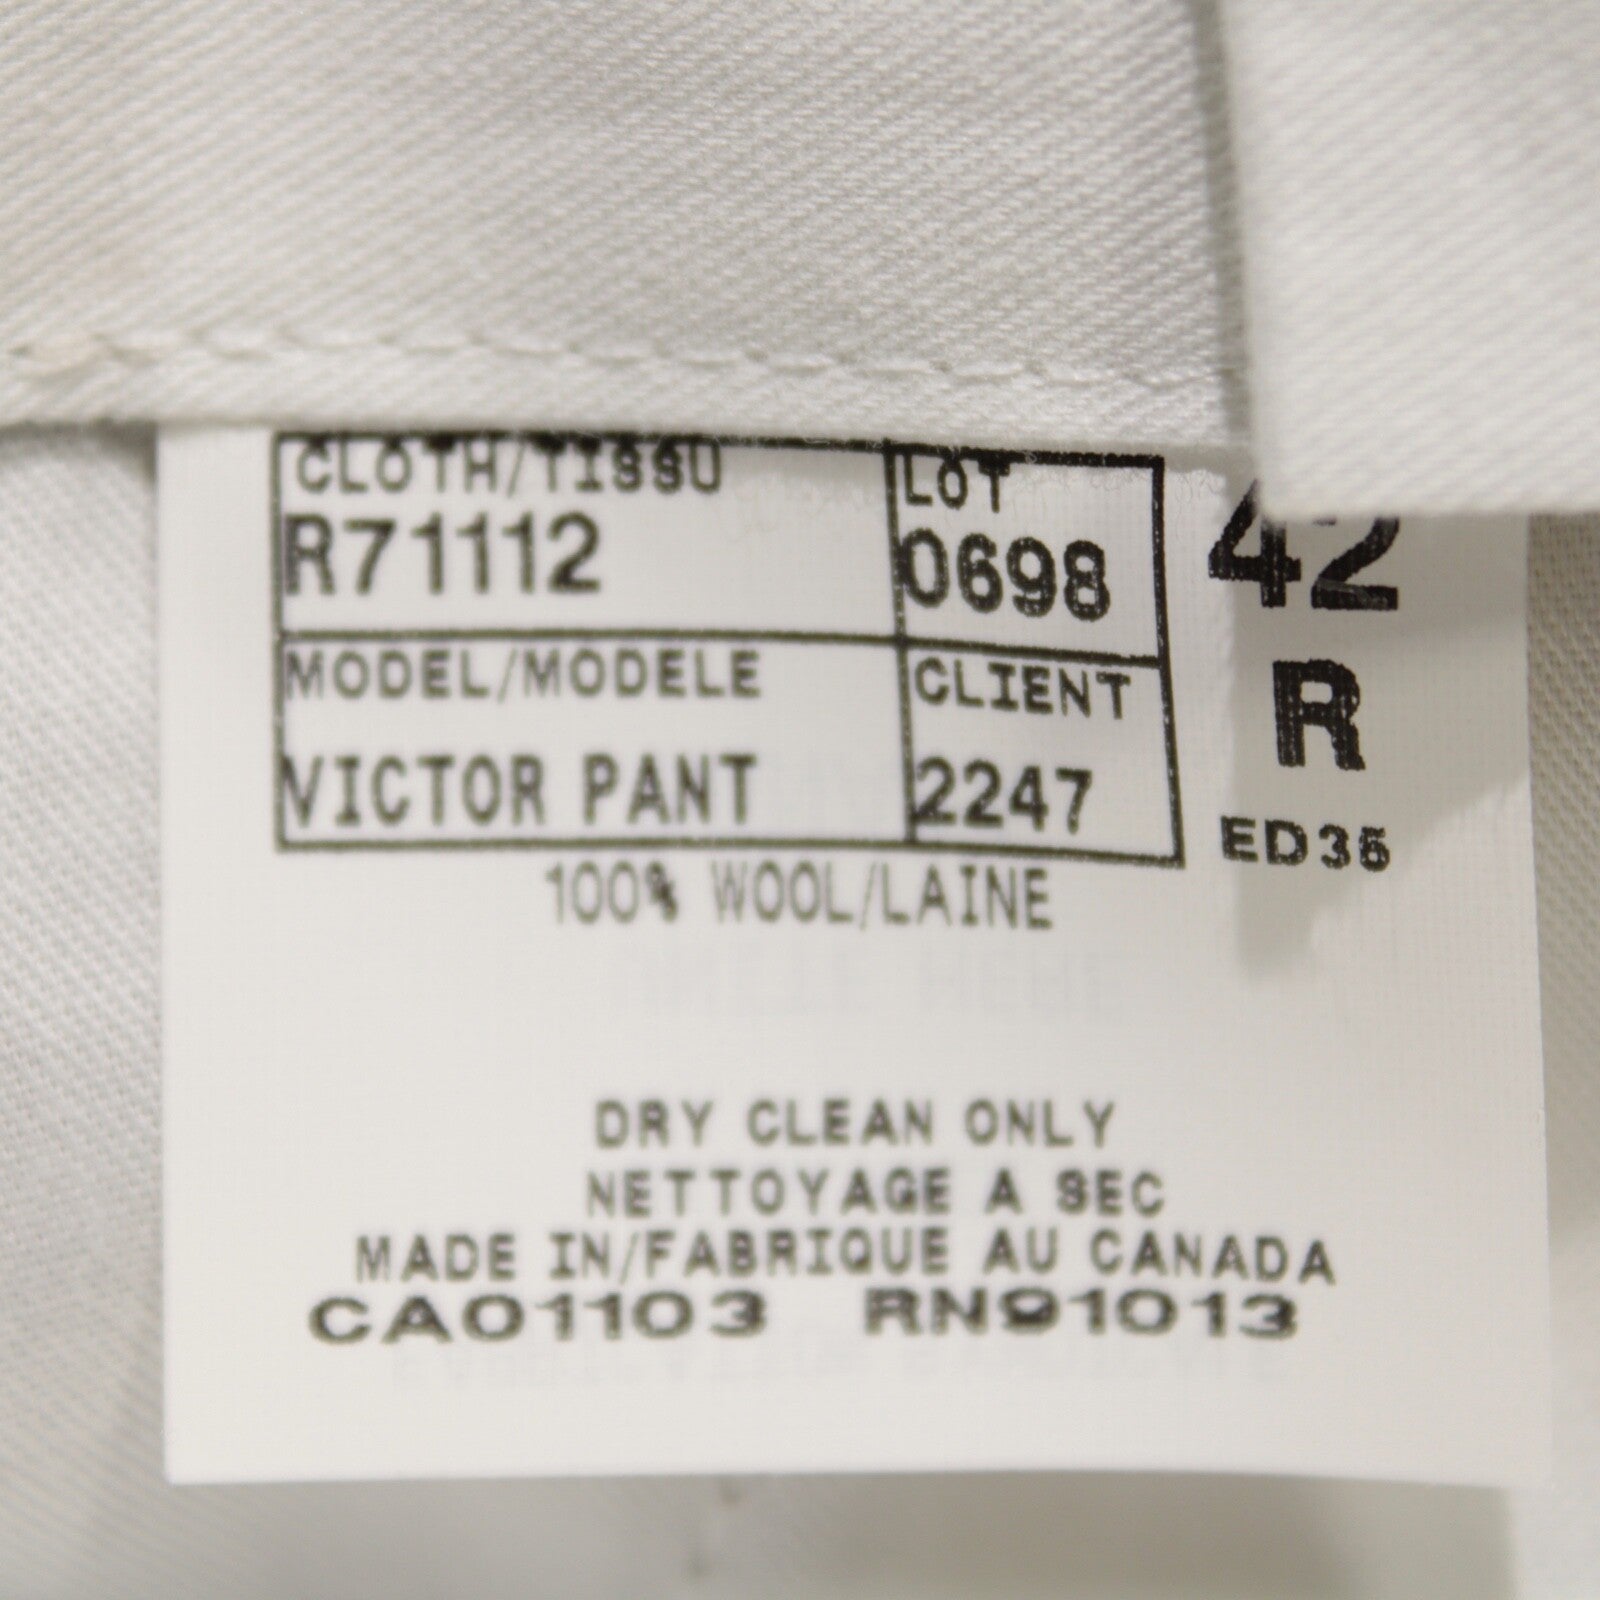 CLOTH/TISSU LOT
R71112 0698 42
MODEL/MODELE CLIENT R
VICTOR PANT 2247 ED36
100% WOOL/LAINE
DRY CLEAN ONLY
NETTOYAGE A SEC
MADE IN/FABRIQUE AU CANADA
CA01103 RN91013